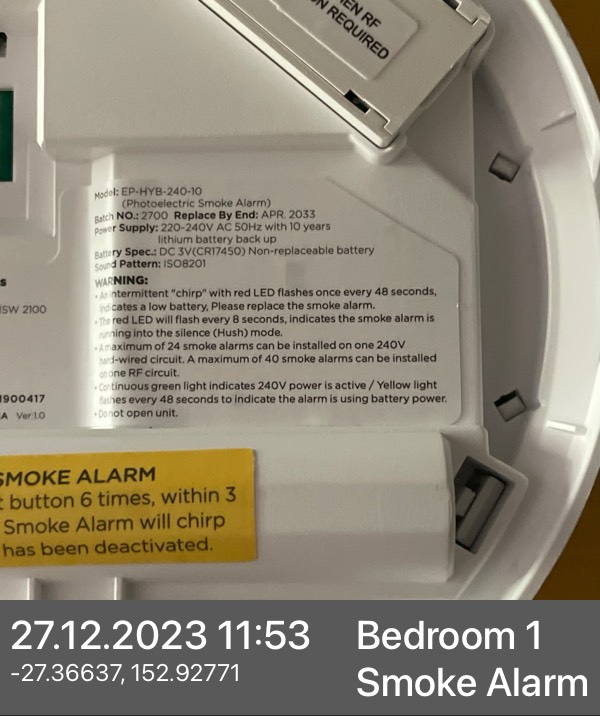 EN RF
N REQUIRED
Model: EP-HYB-240-10
(Photoelectric Smoke Alarm)
Batch NO.: 2700 Replace By End: APR. 2033
Power Supply: 220-240V AC 50Hz with 10 years
lithium battery back up
Battery Spec.: DC 3V(CR17450) Non-replaceable battery
Sound Pattern: ISO8201
WARNING:
• An intermittent "chirp" with red LED flashes once every 48 seconds,
indicates a low battery, Please replace the smoke alarm.
• The red LED will flash every 8 seconds, indicates the smoke alarm is
running into the silence (Hush) mode.
• A maximum of 24 smoke alarms can be installed on one 240V
hard-wired circuit. A maximum of 40 smoke alarms can be installed
on one RF circuit.
• Continuous green light indicates 240V power is active / Yellow light
flashes every 48 seconds to indicate the alarm is using battery power.
• Do not open unit.
s
NSW 2100
1900417
A Ver:1.0
SMOKE ALARM
t button 6 times, within 3
Smoke Alarm will chirp
has been deactivated.
27.12.2023 11:53
-27.36637, 152.92771
Bedroom 1
Smoke Alarm